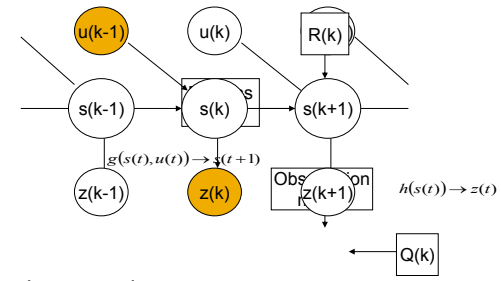 u(k-1) u(k) R(k)
s(k-1) s(k) s(k+1)
g(s(t),u(t)) → s(t+1)
z(k-1) z(k) z(k+1) h(s(t)) → z(t)
Q(k)